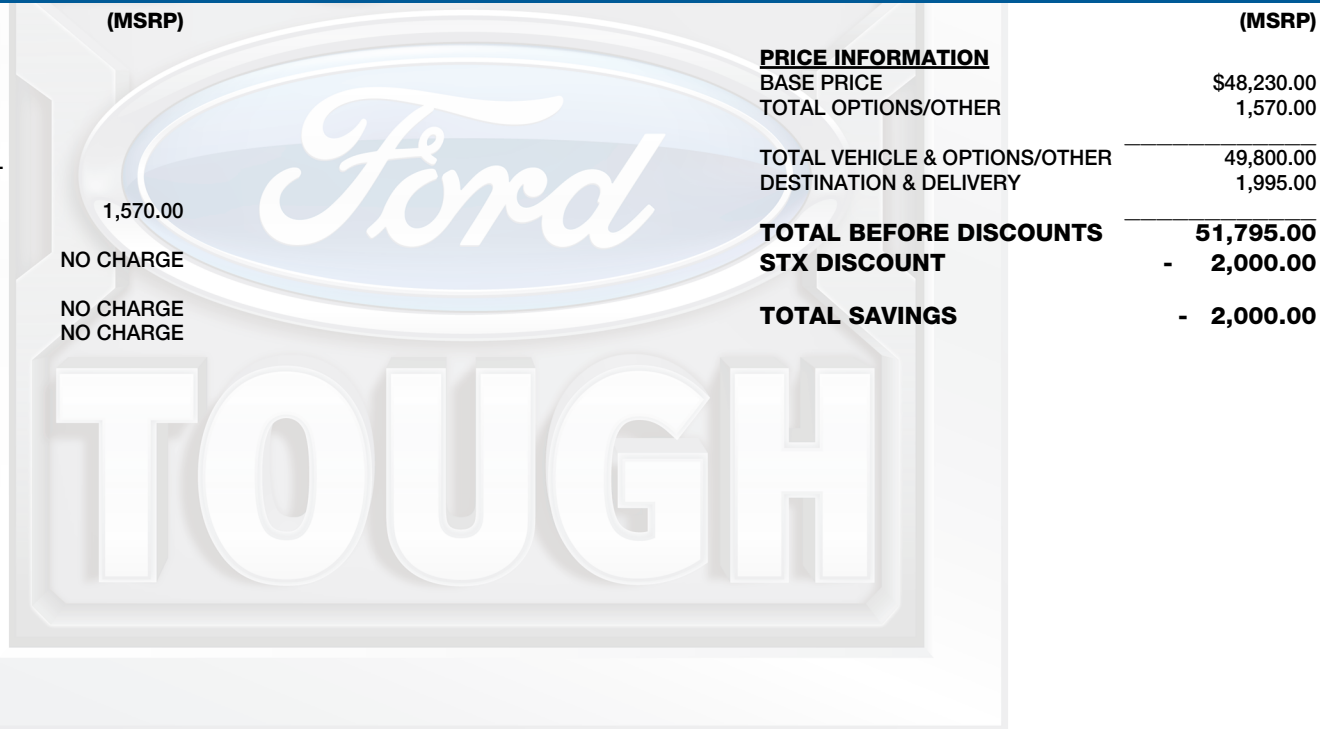 (MSRP)
1,570.00
NO CHARGE
NO CHARGE
NO CHARGE
(MSRP)
PRICE INFORMATION
BASE PRICE $48,230.00
TOTAL OPTIONS/OTHER 1,570.00
TOTAL VEHICLE & OPTIONS/OTHER 49,800.00
DESTINATION & DELIVERY 1,995.00
TOTAL BEFORE DISCOUNTS 51,795.00
STX DISCOUNT - 2,000.00
TOTAL SAVINGS - 2,000.00
Ford
TOUGH